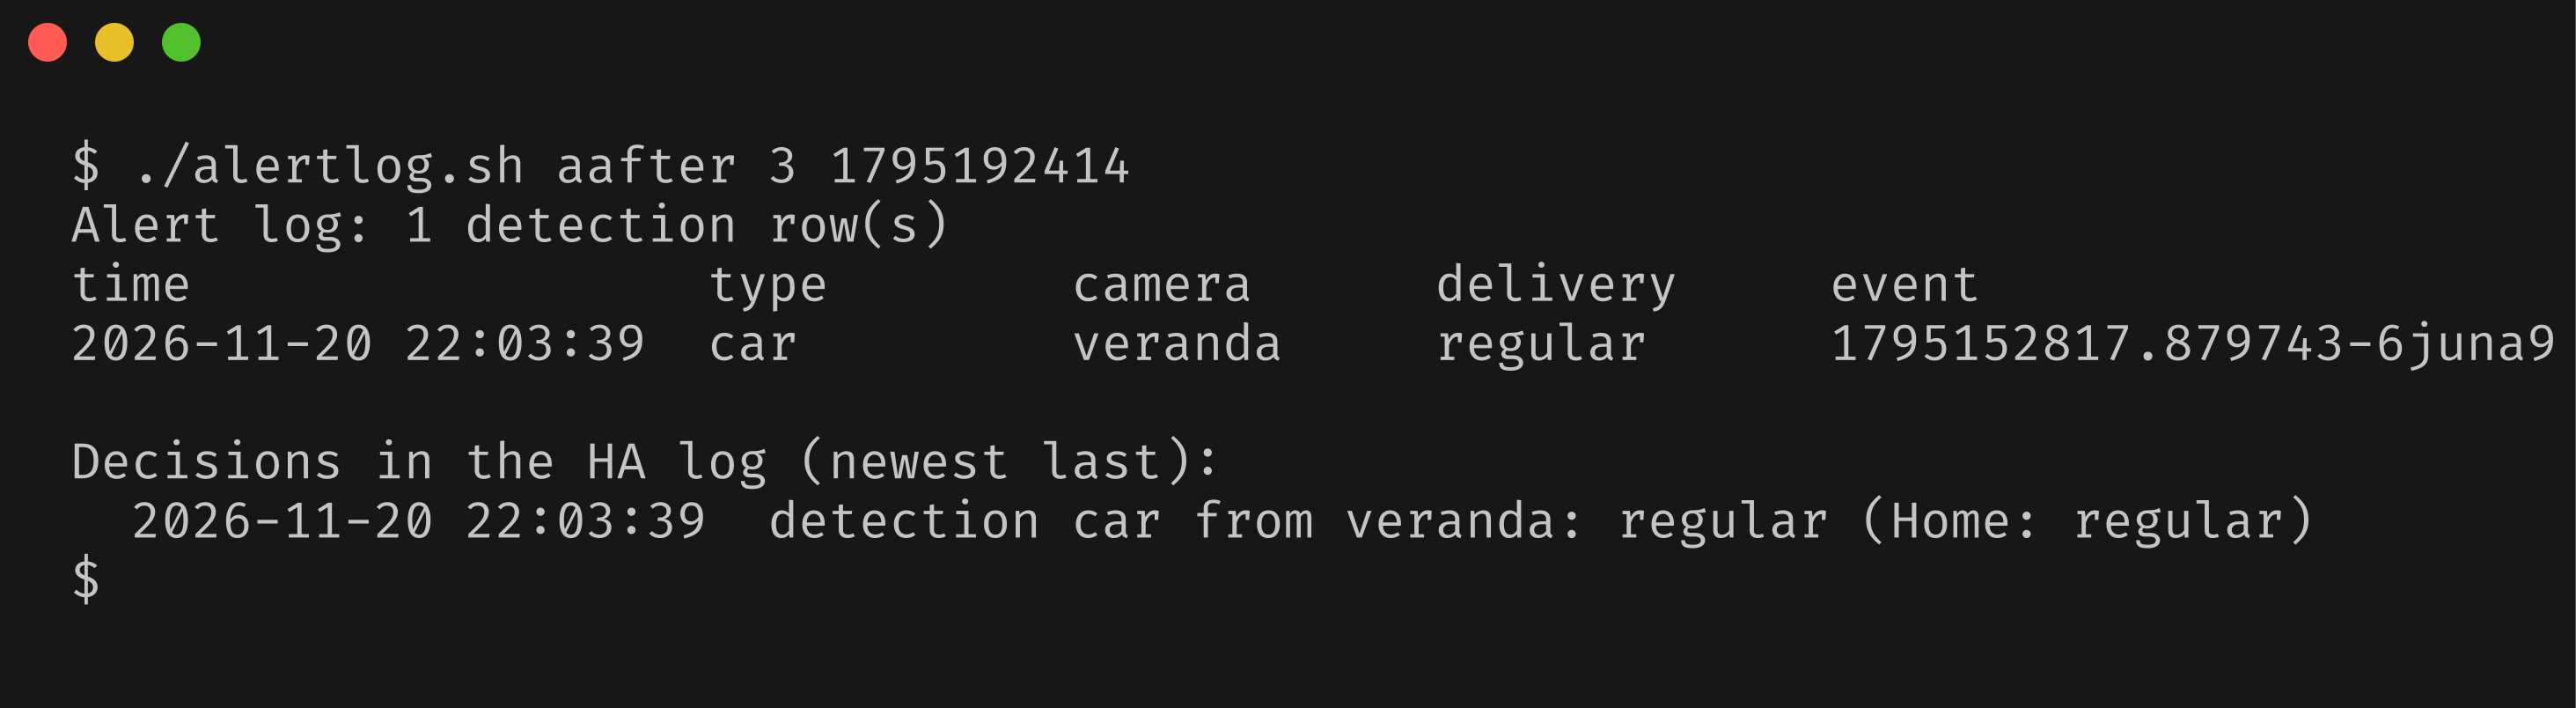 $ ./alertlog.sh aafter 3 1795192414
Alert log: 1 detection row(s)
time                 type        camera      delivery     event
2026-11-20 22:03:39  car         veranda     regular      1795152817.879743-6juna9

Decisions in the HA log (newest last):
  2026-11-20 22:03:39  detection car from veranda: regular (Home: regular)
$